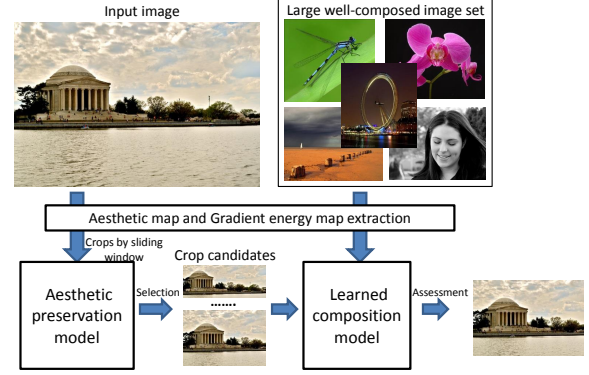 Input image
Large well-composed image set
Aesthetic map and Gradient energy map extraction
Crops by sliding
window
Crop candidates
Aesthetic
preservation
model
Selection
.......
Learned
composition
model
Assessment